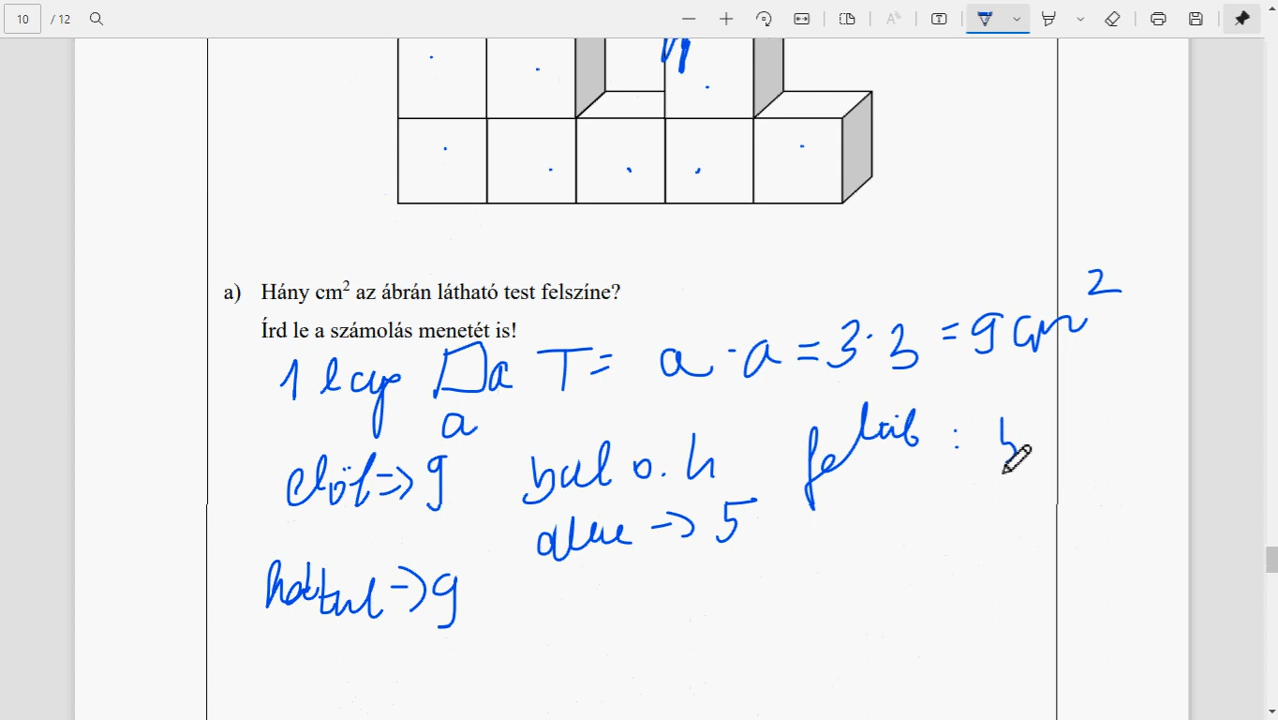 10 / 12
a) Hány cm² az ábrán látható test felszíne?
Írd le a számolás menetét is!
1 lap a T = a · a = 3 · 3 = 9 cm²
a
elöl => 9 bal o. h felül :
alul -> 5
hátul -> 9